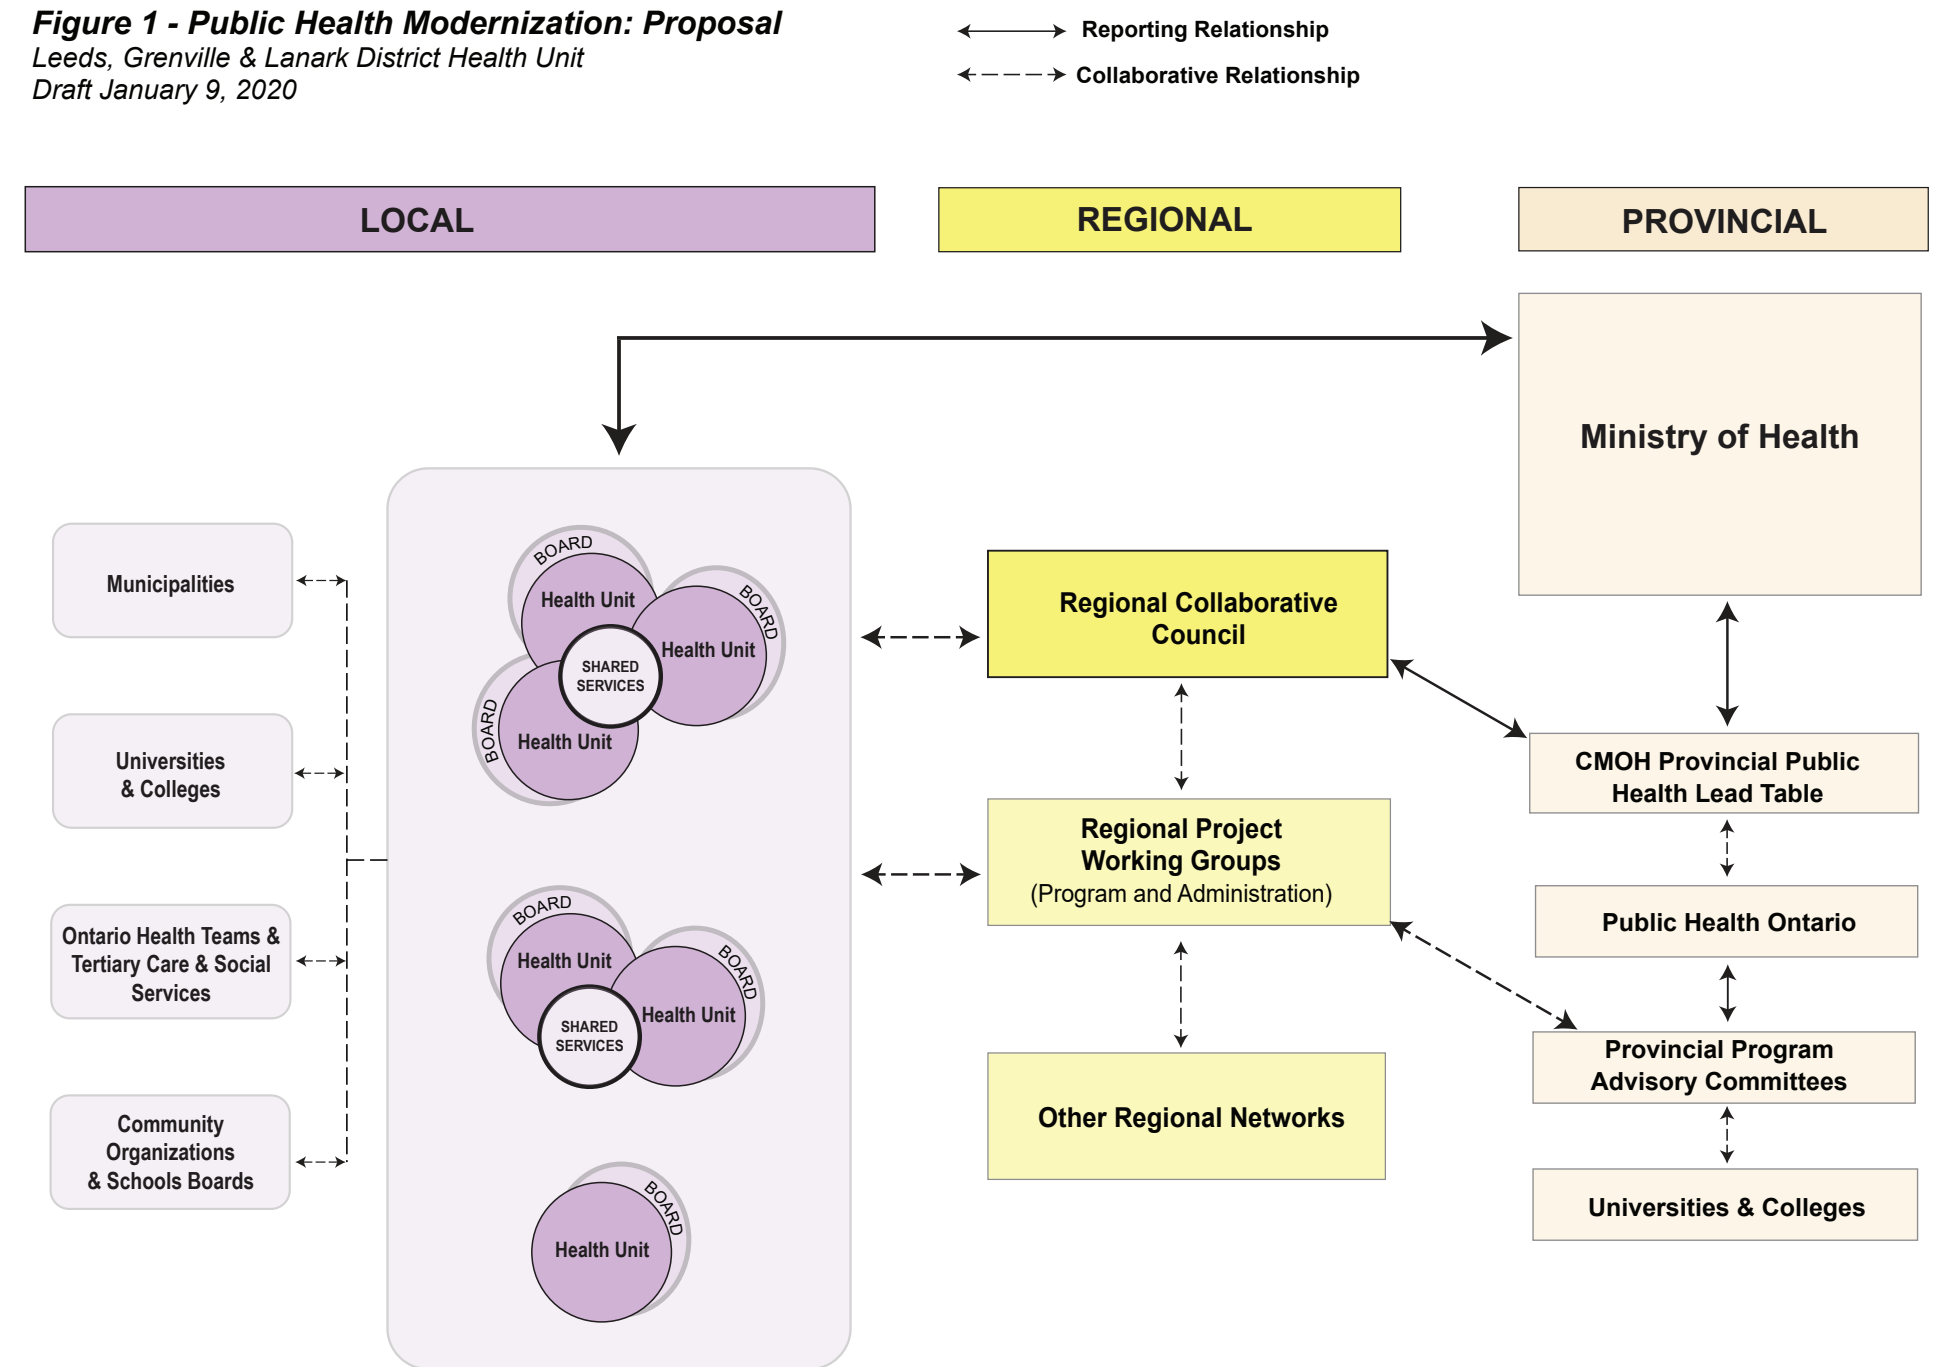 Figure 1 - Public Health Modernization: Proposal
Leeds, Grenville & Lanark District Health Unit
Draft January 9, 2020
Reporting Relationship
Collaborative Relationship
LOCAL
REGIONAL
PROVINCIAL
Municipalities
Universities
& Colleges
Ontario Health Teams &
Tertiary Care & Social
Services
Community
Organizations
& Schools Boards
BOARD
Health Unit
BOARD
Health Unit
SHARED
SERVICES
BOARD
Health Unit
BOARD
Health Unit
BOARD
Health Unit
SHARED
SERVICES
BOARD
Health Unit
Regional Collaborative
Council
Regional Project
Working Groups
(Program and Administration)
Other Regional Networks
Ministry of Health
CMOH Provincial Public
Health Lead Table
Public Health Ontario
Provincial Program
Advisory Committees
Universities & Colleges